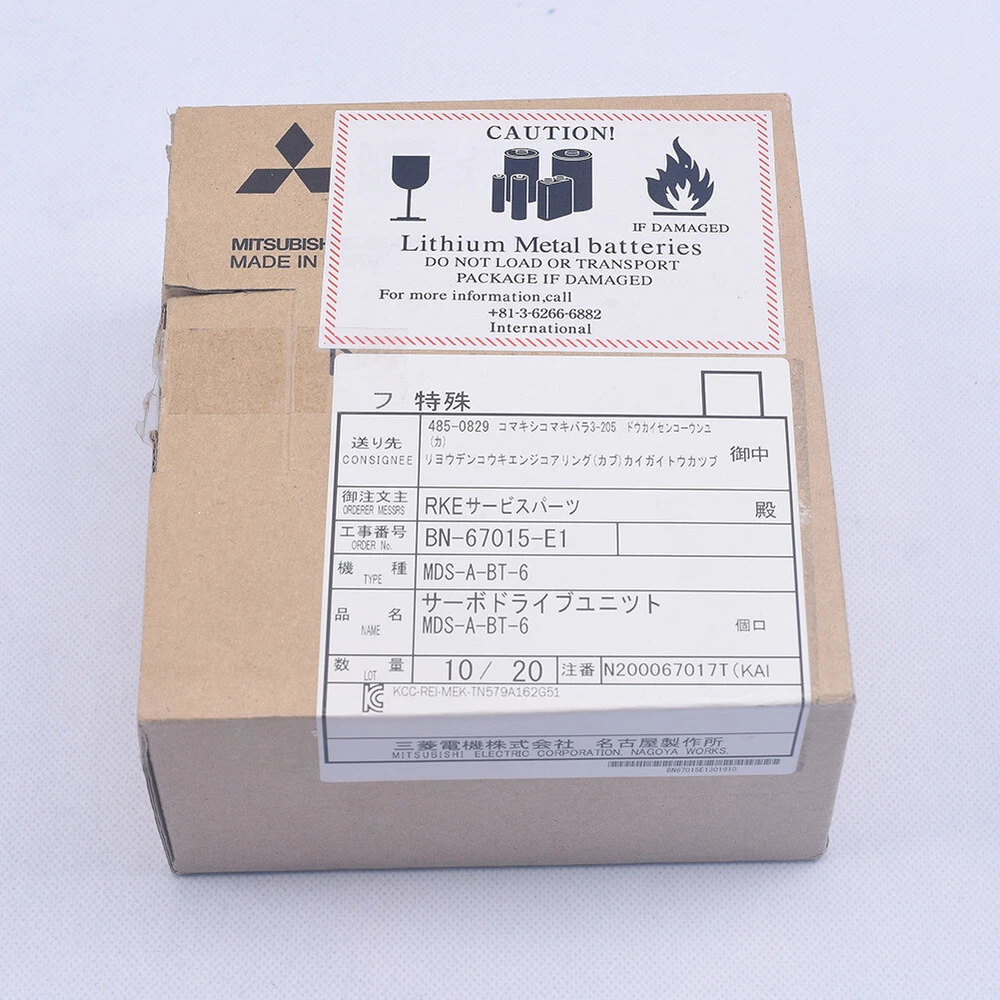 MITSUBISH
MADE IN
CAUTION!
IF DAMAGED
Lithium Metal batteries
DO NOT LOAD OR TRANSPORT
PACKAGE IF DAMAGED
For more information,call
+81-3-6266-6882
International
フ 特殊
送り先 CONSIGNEE
485-0829 コマキシコマキバラ3-205 ドウカイセンコーウンユ
(カ)
リヨウデンコウキエンジニアリング(カブ)カイガイトウカツブ 御中
御注文主 ORDERER MESSRS RKEサービスパーツ 殿
工事番号 ORDER No. BN-67015-E1
機種 TYPE MDS-A-BT-6
品名 NAME サーボドライブユニツト
MDS-A-BT-6 個口
数量 LOT 10/ 20 注番 N200067017T(KAI
KCC-REI-MEK-TN579A162G51
三菱電機株式会社 名古屋製作所
MITSUBISHI ELECTRIC CORPORATION, NAGOYA WORKS.
BN67015E1201910